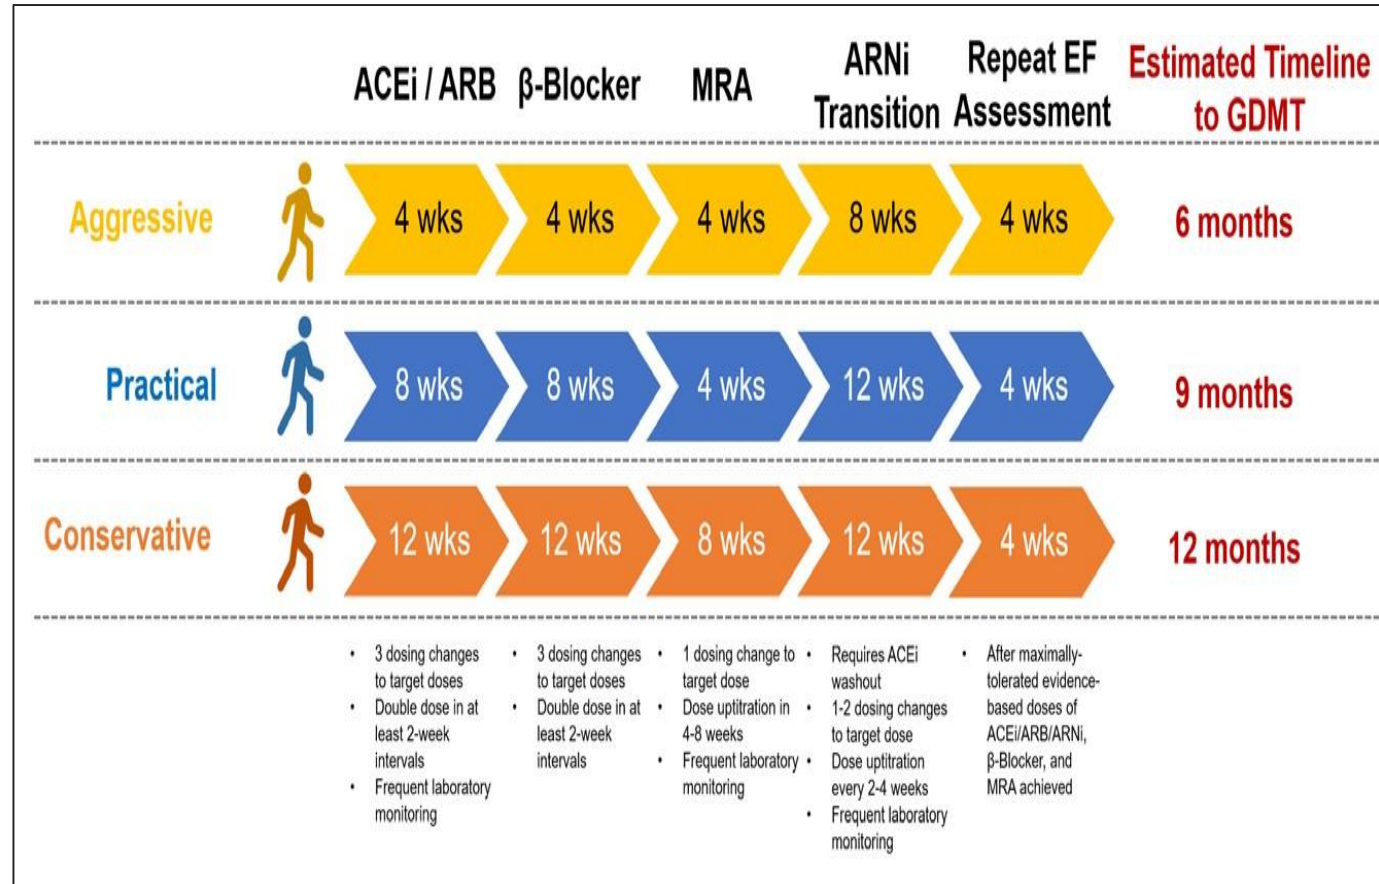 ACEi / ARB
β-Blocker
MRA
ARNi
Transition
Repeat EF
Assessment
Estimated Timeline
to GDMT
Aggressive
4 wks
4 wks
4 wks
8 wks
4 wks
6 months
Practical
8 wks
8 wks
4 wks
12 wks
4 wks
9 months
Conservative
12 wks
12 wks
8 wks
12 wks
4 wks
12 months
• 3 dosing changes
to target doses
• Double dose in at
least 2-week
intervals
• Frequent laboratory
monitoring
• 3 dosing changes
to target doses
• Double dose in at
least 2-week
intervals
• 1 dosing change to
target dose
• Dose uptitration in
4-8 weeks
• Frequent laboratory
monitoring
• Requires ACEi
washout
• 1-2 dosing changes
to target dose
• Dose uptitration
every 2-4 weeks
• Frequent laboratory
monitoring
• After maximally-
tolerated evidence-
based doses of
ACEi/ARB/ARNi,
β-Blocker, and
MRA achieved